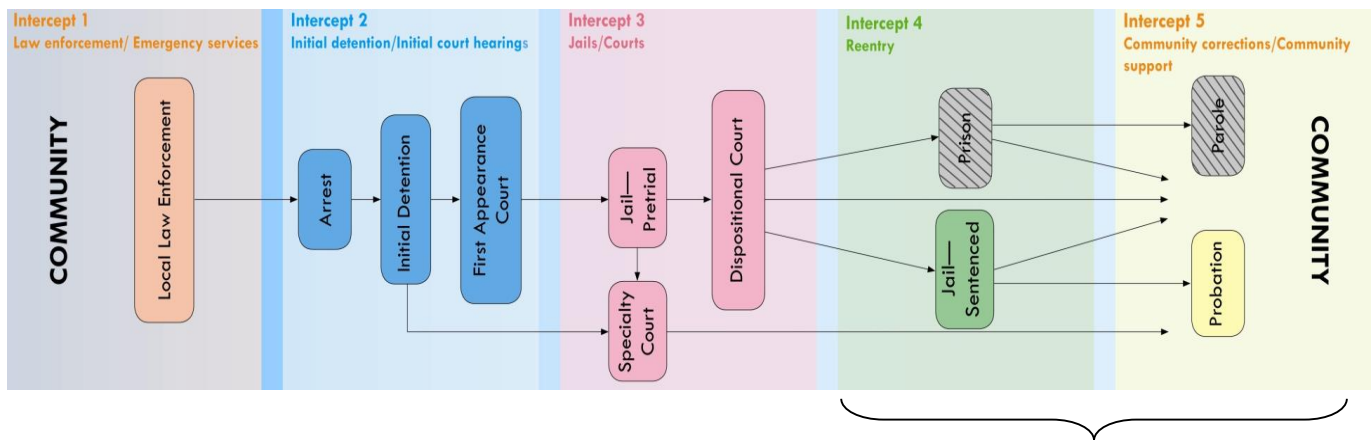 Intercept 1
Law enforcement/ Emergency services
Intercept 2
Initial detention/Initial court hearings
Intercept 3
Jails/Courts
Intercept 4
Reentry
Intercept 5
Community corrections/Community
support
COMMUNITY
Local Law Enforcement
Arrest
Initial Detention
First Appearance
Court
Jail—
Pretrial
Specialty
Court
Dispositional Court
Prison
Jail—
Sentenced
Parole
Probation
COMMUNITY